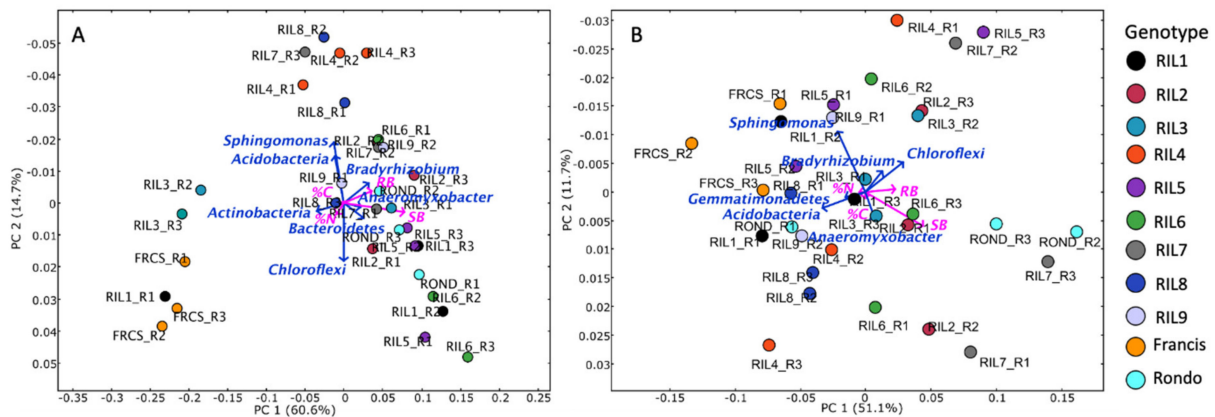 A
-0.05
-0.04
-0.03
-0.02
-0.01
0
0.01
0.02
0.03
0.04
0.05
PC 2 (14.7%)
RIL8_R2
RIL7_R3
RIL4_R2
RIL4_R3
RIL4_R1
RIL8_R1
Sphingomonas
RIL2_R2
RIL6_R1
RIL9_R2
Acidobacteria
RIL7_R2
Bradyrhizobium
RIL9_R1
RIL2_R3
RIL3_R2
%C
RB
ROND_R2
Anaeromyxobacter
RIL8_R3
RIL3_R1
Actinobacteria
%N
RIL7_R1
SB
RIL3_R3
Bacteroidetes
ROND_R3
RIL5_R3
RIL5_R2
RIL1_R3
FRCS_R1
Chloroflexi
RIL2_R1
ROND_R1
RIL1_R1
RIL6_R2
FRCS_R3
RIL1_R2
FRCS_R2
RIL5_R1
RIL6_R3
-0.35
-0.3
-0.25
-0.2
-0.15
-0.1
-0.05
0
0.05
0.1
0.15
0.2
PC 1 (60.6%)
B
-0.03
-0.025
-0.02
-0.015
-0.01
-0.005
0
0.005
0.01
0.015
0.02
0.025
0.03
PC 2 (11.7%)
RIL4_R1
RIL5_R3
RIL7_R2
RIL6_R2
FRCS_R1
RIL5_R1
RIL2_R3
Sphingomonas
RIL9_R1
RIL3_R2
RIL1_R2
FRCS_R2
Chloroflexi
Bradyrhizobium
RIL5_R2
RIL3_R1
FRCS_R3
RIL8_R1
%N
RB
Gemmatimonadetes
Acidobacteria
%C
RIL6_R3
ROND_R1
RIL3_R3
RIL2_R1
SB
Anaeromyxobacter
RIL1_R1
RIL9_R2
ROND_R3
ROND_R2
RIL4_R2
RIL7_R3
RIL8_R3
RIL8_R2
RIL6_R1
RIL2_R2
RIL4_R3
RIL7_R1
-0.2
-0.1
-0.05
0
0.05
0.1
0.15
PC 1 (51.1%)
Genotype
RIL1
RIL2
RIL3
RIL4
RIL5
RIL6
RIL7
RIL8
RIL9
Francis
Rondo